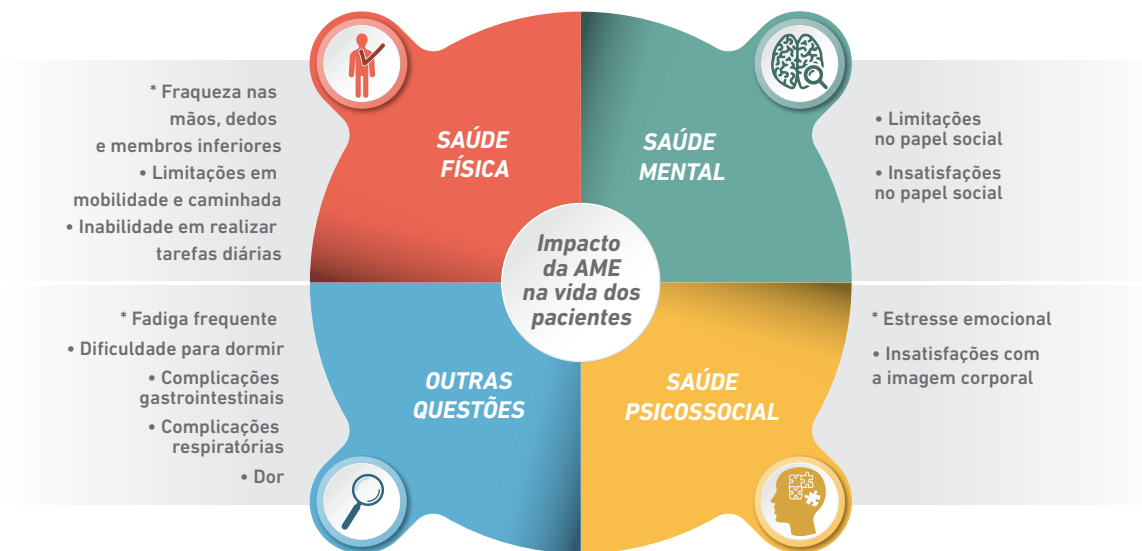 * Fraqueza nas
mãos, dedos
e membros inferiores
• Limitações em
mobilidade e caminhada
• Inabilidade em realizar
tarefas diárias
SAÚDE
FÍSICA
SAÚDE
MENTAL
• Limitações
no papel social
• Insatisfações
no papel social
Impacto
da AME
na vida dos
pacientes
* Fadiga frequente
• Dificuldade para dormir
• Complicações
gastrointestinais
• Complicações
respiratórias
• Dor
OUTRAS
QUESTÕES
SAÚDE
PSICOSSOCIAL
* Estresse emocional
• Insatisfações com
a imagem corporal